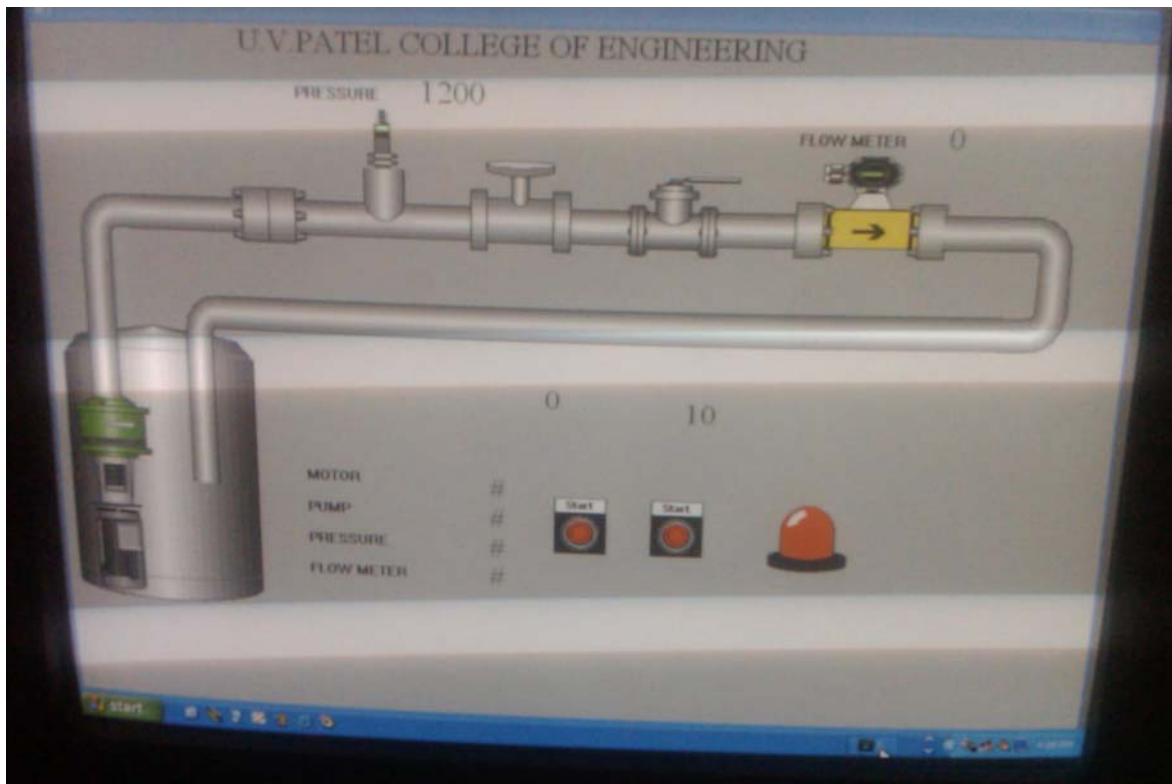 U.V.PATEL COLLEGE OF ENGINEERING
PRESSURE 1200
FLOW METER 0
0 10
MOTOR #
PUMP #
PRESSURE #
FLOW METER #
Start Start
start